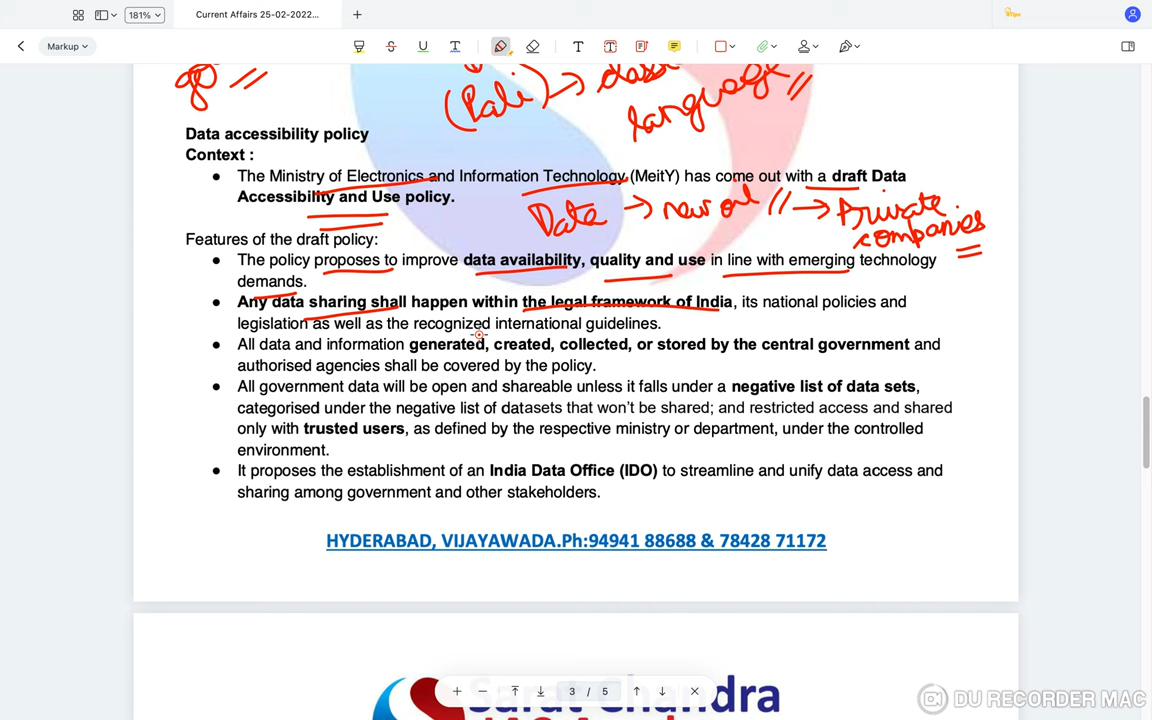 181%
Current Affairs 25-02-2022...
Markup
go
(Pali) → class
language
Data accessibility policy
Context :
● The Ministry of Electronics and Information Technology (MeitY) has come out with a draft Data
Accessibility and Use policy.
Data → new oil // → Private
companies
Features of the draft policy:
● The policy proposes to improve data availability, quality and use in line with emerging technology
demands.
● Any data sharing shall happen within the legal framework of India, its national policies and
legislation as well as the recognized international guidelines.
● All data and information generated, created, collected, or stored by the central government and
authorised agencies shall be covered by the policy.
● All government data will be open and shareable unless it falls under a negative list of data sets,
categorised under the negative list of datasets that won't be shared; and restricted access and shared
only with trusted users, as defined by the respective ministry or department, under the controlled
environment.
● It proposes the establishment of an India Data Office (IDO) to streamline and unify data access and
sharing among government and other stakeholders.
HYDERABAD, VIJAYAWADA.Ph:94941 88688 & 78428 71172
3 / 5
Sarat Chandra
DU RECORDER MAC